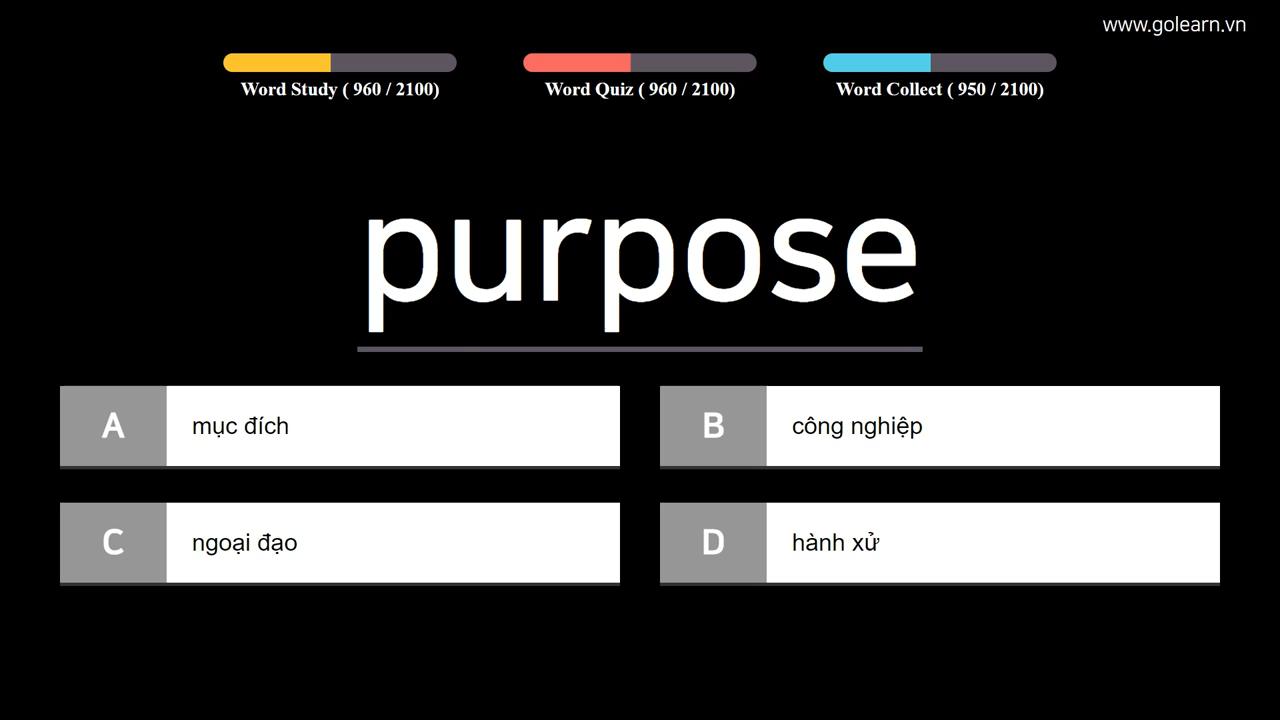 www.golearn.vn
Word Study ( 960 / 2100)
Word Quiz ( 960 / 2100)
Word Collect ( 950 / 2100)
purpose
A mục đích
B công nghiệp
C ngoại đạo
D hành xử